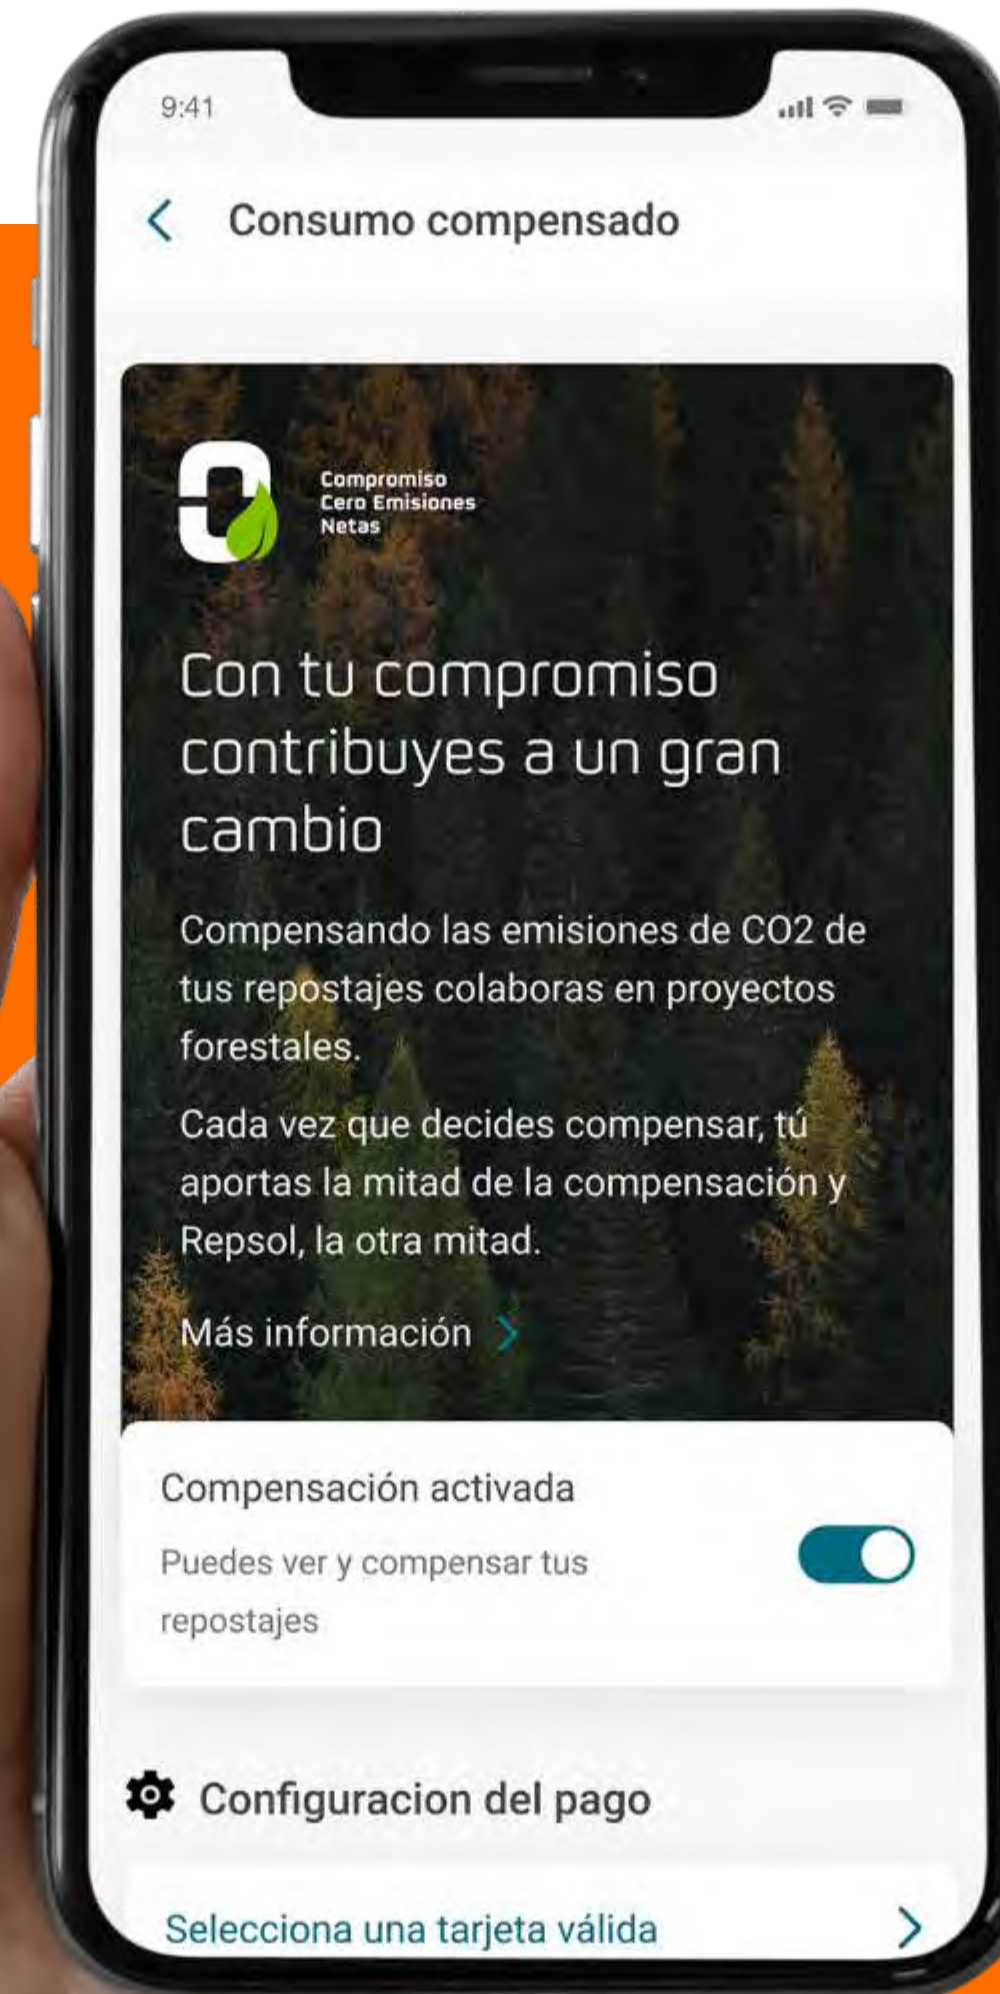 9:41
Consumo compensado
Compromiso
Cero Emisiones
Netas
Con tu compromiso
contribuyes a un gran
cambio
Compensando las emisiones de CO2 de
tus repostajes colaboras en proyectos
forestales.
Cada vez que decides compensar, tú
aportas la mitad de la compensación y
Repsol, la otra mitad.
Más información
Compensación activada
Puedes ver y compensar tus
repostajes
Configuracion del pago
Selecciona una tarjeta válida